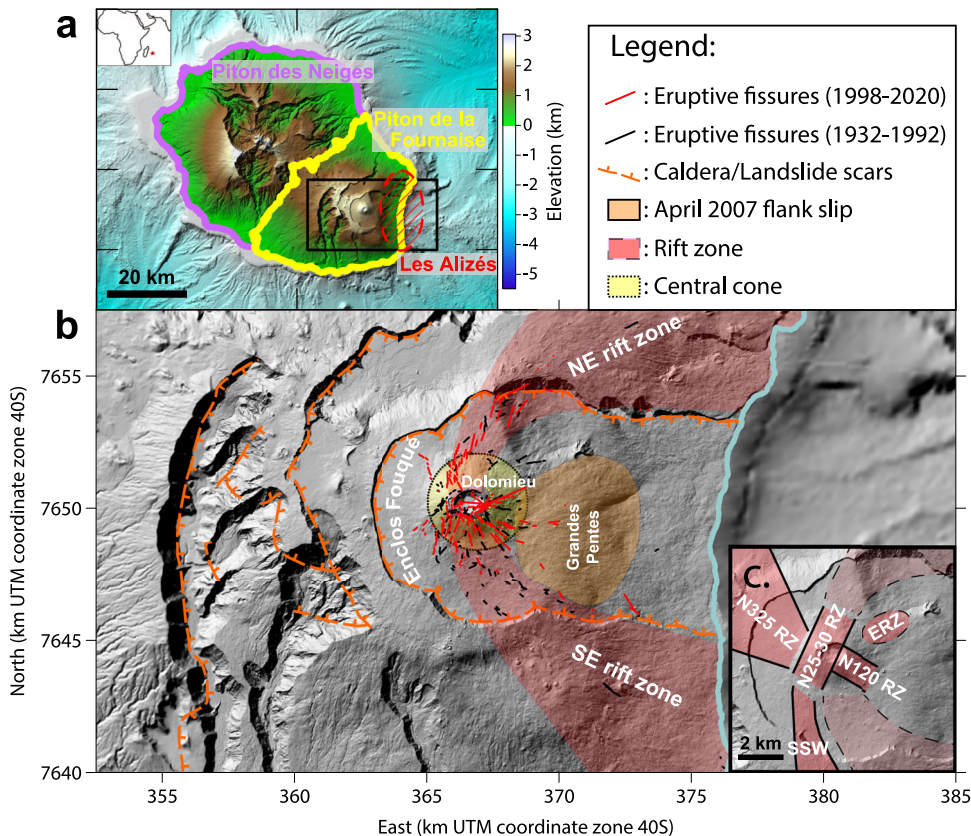 a
Piton des Neiges
Piton de la
Fournaise
Les Alizés
20 km
3
2
1
0
-1
-2
-3
-4
-5
Elevation (km)
Legend:
: Eruptive fissures (1998-2020)
: Eruptive fissures (1932-1992)
: Caldera/Landslide scars
: April 2007 flank slip
: Rift zone
: Central cone
b
NE rift zone
Enclos Fouqué
Dolomieu
Grandes
Pentes
SE rift zone
7655
7650
7645
7640
North (km UTM coordinate zone 40S)
c.
N325 RZ
N25-30 RZ
ERZ
N120 RZ
SSW
2 km
355
360
365
370
375
380
385
East (km UTM coordinate zone 40S)